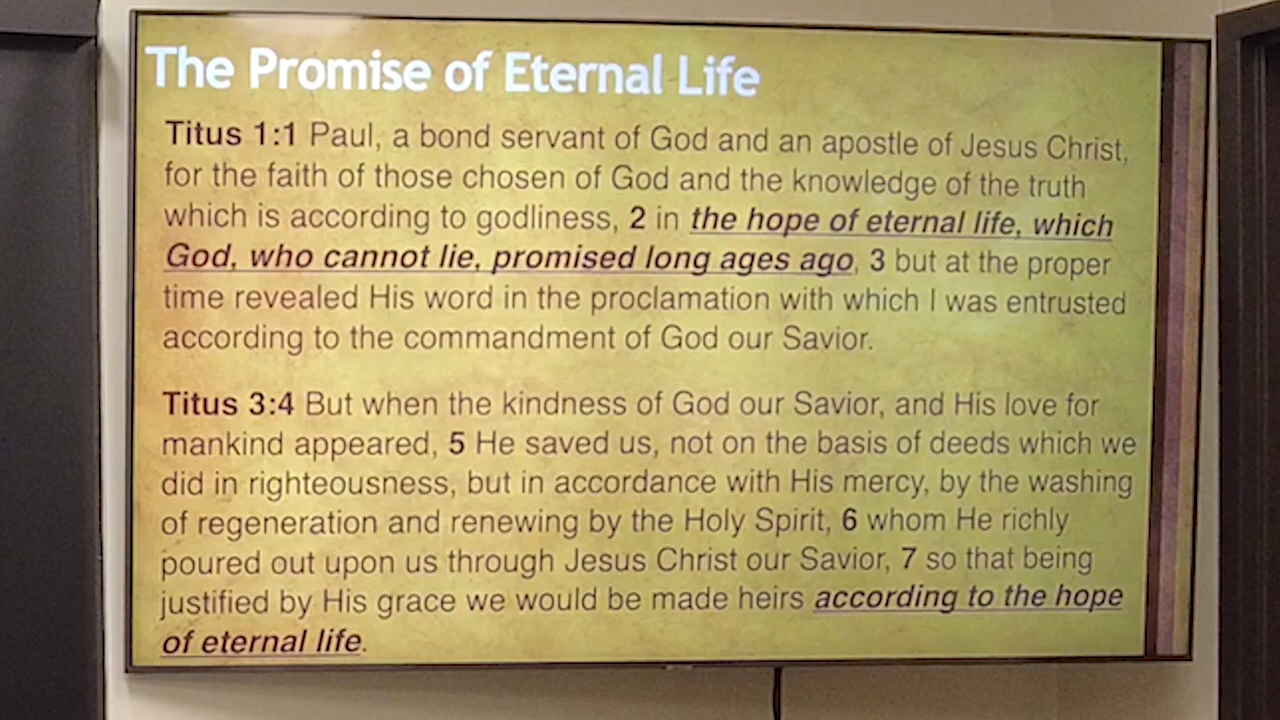 The Promise of Eternal Life
Titus 1:1 Paul, a bond servant of God and an apostle of Jesus Christ,
for the faith of those chosen of God and the knowledge of the truth
which is according to godliness, 2 in the hope of eternal life, which
God, who cannot lie, promised long ages ago, 3 but at the proper
time revealed His word in the proclamation with which I was entrusted
according to the commandment of God our Savior.
Titus 3:4 But when the kindness of God our Savior, and His love for
mankind appeared, 5 He saved us, not on the basis of deeds which we
did in righteousness, but in accordance with His mercy, by the washing
of regeneration and renewing by the Holy Spirit, 6 whom He richly
poured out upon us through Jesus Christ our Savior, 7 so that being
justified by His grace we would be made heirs according to the hope
of eternal life.